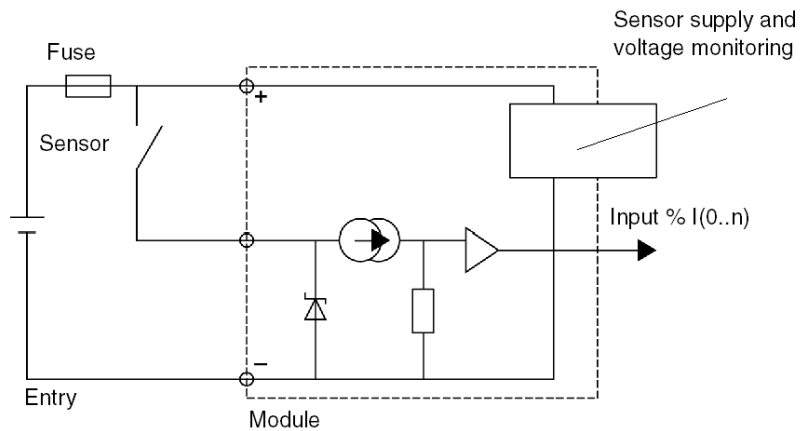 Sensor supply and
voltage monitoring
Fuse
+
Sensor
Input % I(0..n)
–
Entry
Module